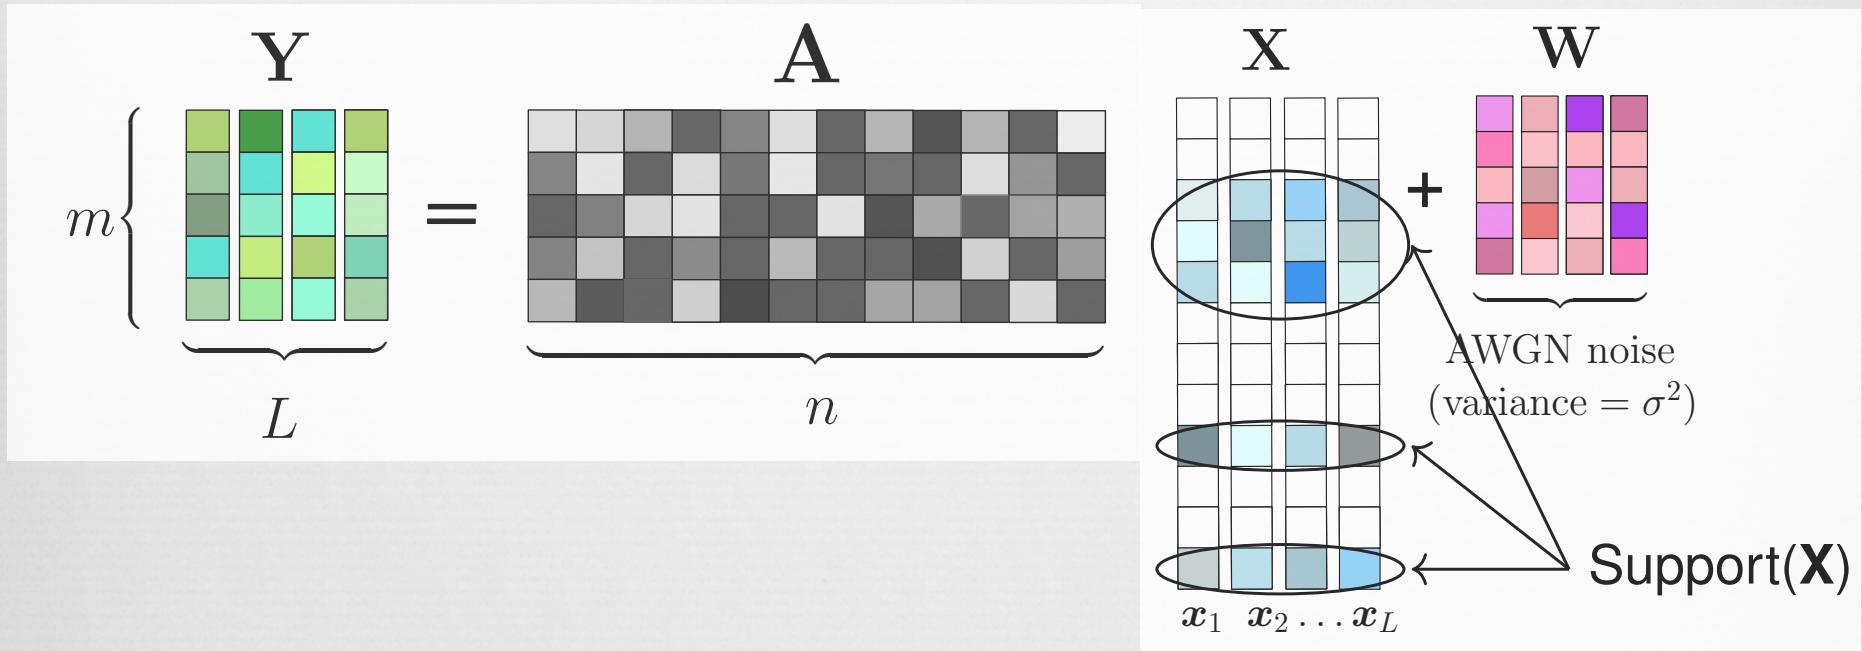 Y
=
A
X
+
W
m
L
n
AWGN noise
(variance = σ²)
Support(X)
x₁ x₂ … x_L